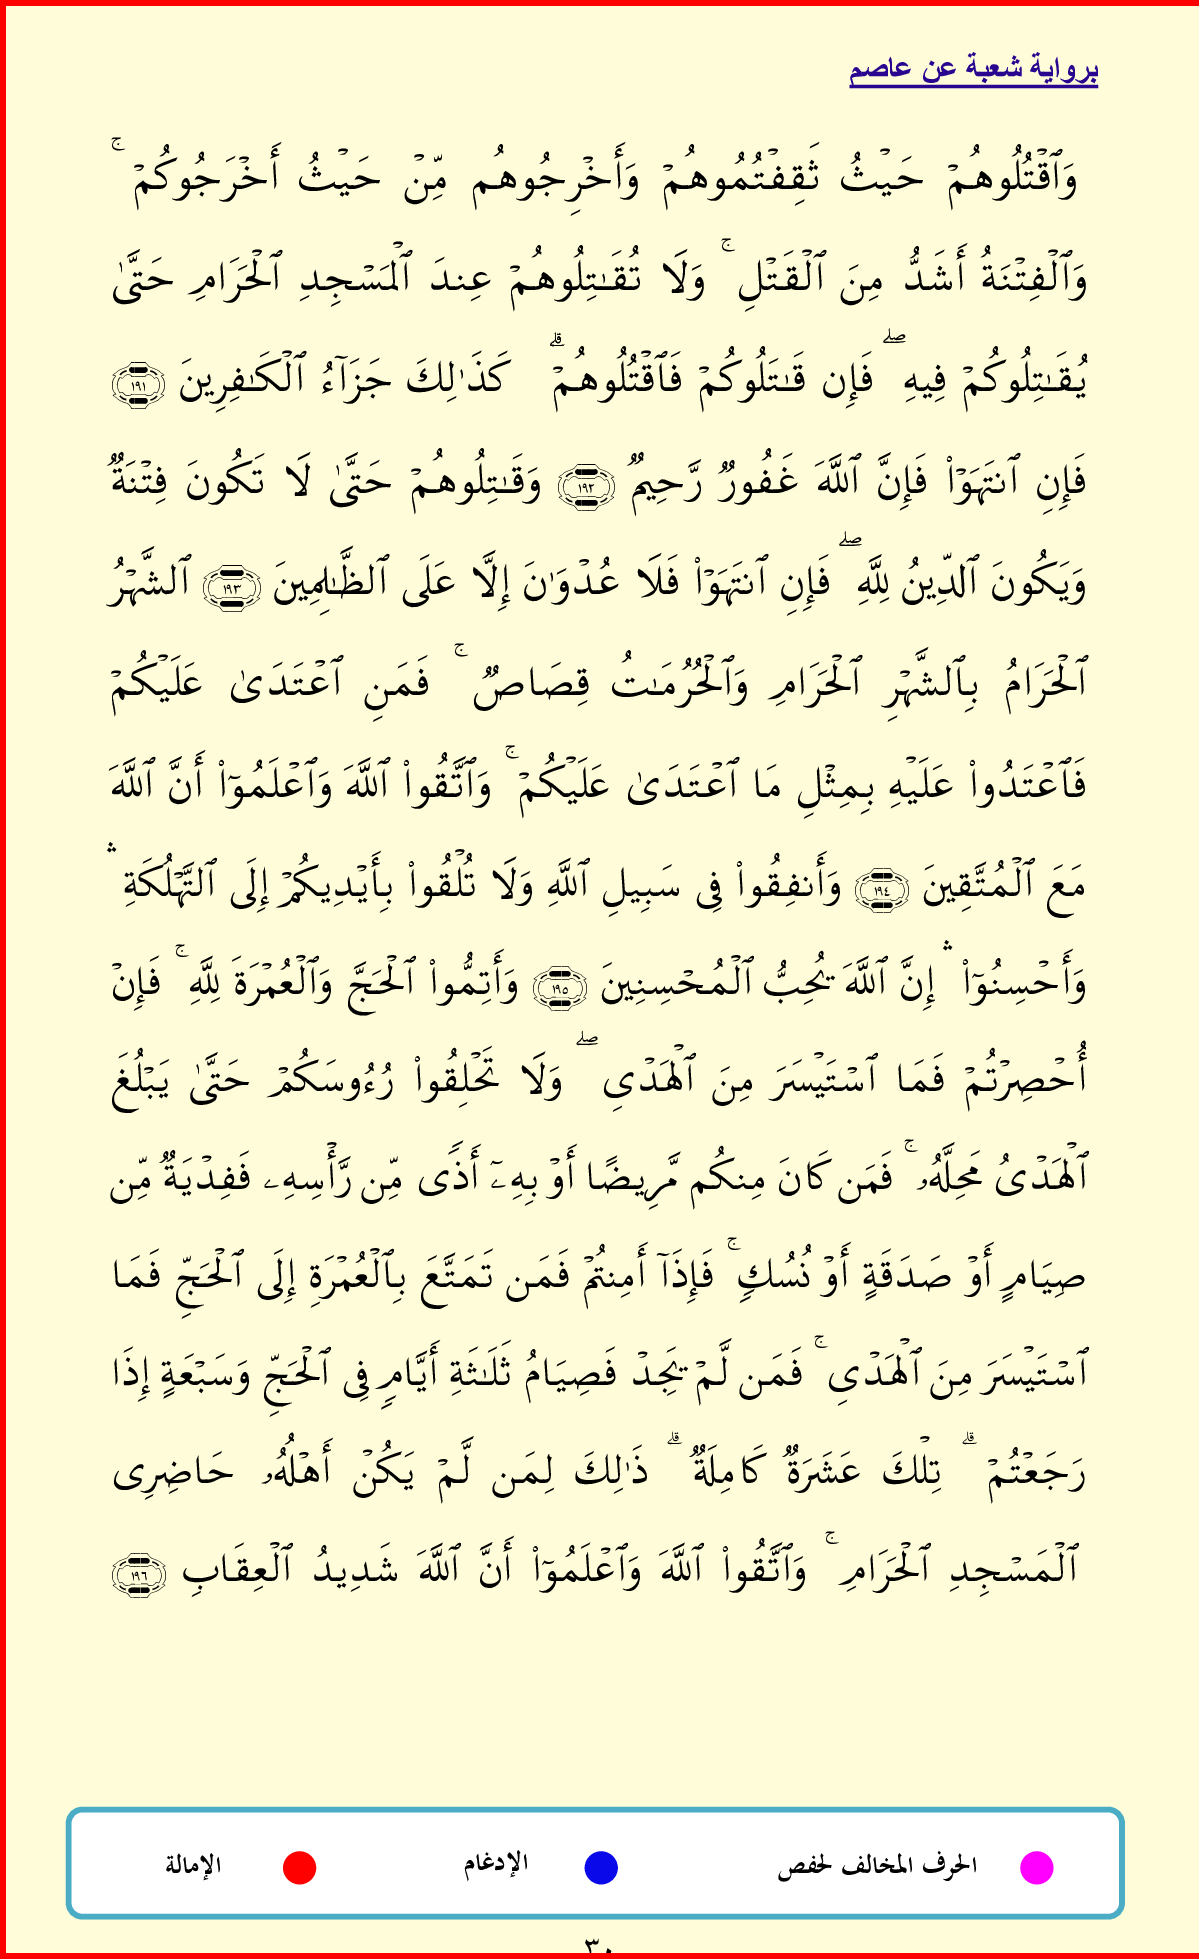 برواية شعبة عن عاصم
وَٱقۡتُلُوهُمۡ حَيۡثُ ثَقِفۡتُمُوهُمۡ وَأَخۡرِجُوهُم مِّنۡ حَيۡثُ أَخۡرَجُوكُمۡۚ
وَٱلۡفِتۡنَةُ أَشَدُّ مِنَ ٱلۡقَتۡلِۚ وَلَا تُقَٰتِلُوهُمۡ عِندَ ٱلۡمَسۡجِدِ ٱلۡحَرَامِ حَتَّىٰ
يُقَٰتِلُوكُمۡ فِيهِۖ فَإِن قَٰتَلُوكُمۡ فَٱقۡتُلُوهُمۡۗ كَذَٰلِكَ جَزَآءُ ٱلۡكَٰفِرِينَ ١٩١
فَإِنِ ٱنتَهَوۡاْ فَإِنَّ ٱللَّهَ غَفُورٞ رَّحِيمٞ ١٩٢ وَقَٰتِلُوهُمۡ حَتَّىٰ لَا تَكُونَ فِتۡنَةٞ
وَيَكُونَ ٱلدِّينُ لِلَّهِۖ فَإِنِ ٱنتَهَوۡاْ فَلَا عُدۡوَٰنَ إِلَّا عَلَى ٱلظَّٰلِمِينَ ١٩٣ ٱلشَّهۡرُ
ٱلۡحَرَامُ بِٱلشَّهۡرِ ٱلۡحَرَامِ وَٱلۡحُرُمَٰتُ قِصَاصٞۚ فَمَنِ ٱعۡتَدَىٰ عَلَيۡكُمۡ
فَٱعۡتَدُواْ عَلَيۡهِ بِمِثۡلِ مَا ٱعۡتَدَىٰ عَلَيۡكُمۡۚ وَٱتَّقُواْ ٱللَّهَ وَٱعۡلَمُوٓاْ أَنَّ ٱللَّهَ
مَعَ ٱلۡمُتَّقِينَ ١٩٤ وَأَنفِقُواْ فِي سَبِيلِ ٱللَّهِ وَلَا تُلۡقُواْ بِأَيۡدِيكُمۡ إِلَى ٱلتَّهۡلُكَةِۛ
وَأَحۡسِنُوٓاْۛ إِنَّ ٱللَّهَ يُحِبُّ ٱلۡمُحۡسِنِينَ ١٩٥ وَأَتِمُّواْ ٱلۡحَجَّ وَٱلۡعُمۡرَةَ لِلَّهِۚ فَإِنۡ
أُحۡصِرۡتُمۡ فَمَا ٱسۡتَيۡسَرَ مِنَ ٱلۡهَدۡيِۖ وَلَا تَحۡلِقُواْ رُءُوسَكُمۡ حَتَّىٰ يَبۡلُغَ
ٱلۡهَدۡيُ مَحِلَّهُۥۚ فَمَن كَانَ مِنكُم مَّرِيضًا أَوۡ بِهِۦٓ أَذٗى مِّن رَّأۡسِهِۦ فَفِدۡيَةٞ مِّن
صِيَامٍ أَوۡ صَدَقَةٍ أَوۡ نُسُكٖۚ فَإِذَآ أَمِنتُمۡ فَمَن تَمَتَّعَ بِٱلۡعُمۡرَةِ إِلَى ٱلۡحَجِّ فَمَا
ٱسۡتَيۡسَرَ مِنَ ٱلۡهَدۡيِۚ فَمَن لَّمۡ يَجِدۡ فَصِيَامُ ثَلَٰثَةِ أَيَّامٖ فِي ٱلۡحَجِّ وَسَبۡعَةٍ إِذَا
رَجَعۡتُمۡۗ تِلۡكَ عَشَرَةٞ كَامِلَةٞۗ ذَٰلِكَ لِمَن لَّمۡ يَكُنۡ أَهۡلُهُۥ حَاضِرِي
ٱلۡمَسۡجِدِ ٱلۡحَرَامِۚ وَٱتَّقُواْ ٱللَّهَ وَٱعۡلَمُوٓاْ أَنَّ ٱللَّهَ شَدِيدُ ٱلۡعِقَابِ ١٩٦
الحرف المخالف لحفص الإدغام الإمالة
٣٠